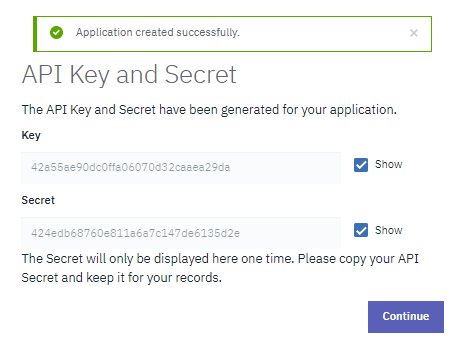 Application created successfully.
API Key and Secret
The API Key and Secret have been generated for your application.
Key
42a55ae90dc0ffa06070d32caaea29da
Show
Secret
424edb68760e811a6a7c147de6135d2e
Show
The Secret will only be displayed here one time. Please copy your API
Secret and keep it for your records.
Continue